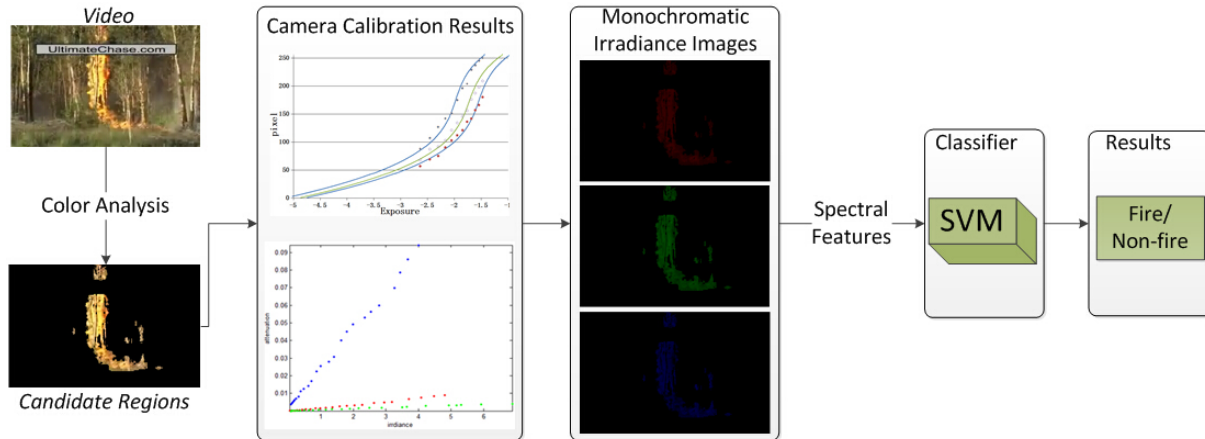 Video
UltimateChase.com
Color Analysis
Candidate Regions
Camera Calibration Results
250
200
150
100
50
0
pixel
-5 -4.5 -4 -3.5 -3 -2.5 -2 -1.5 -1
Exposure
0.09
0.08
0.07
0.06
0.05
0.04
0.03
0.02
0.01
attenuation
1 2 3 4 5 6
irrdiance
Monochromatic
Irradiance Images
Spectral
Features
Classifier
SVM
Results
Fire/
Non-fire